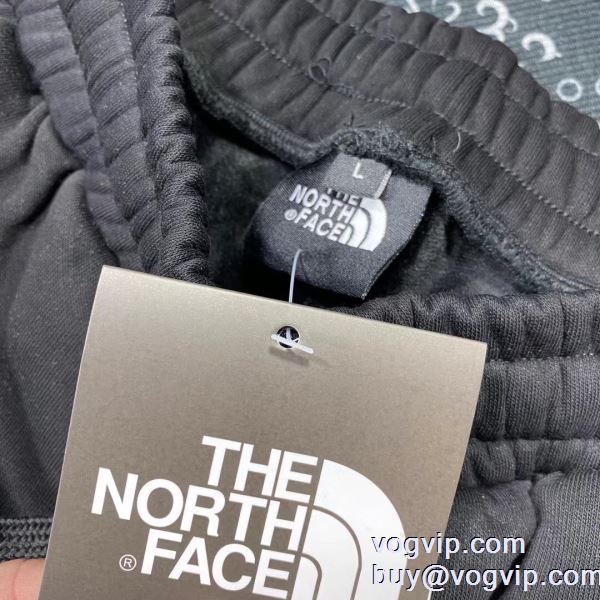 L
THE
NORTH
®FACE
THE
NORTH
®FACE
vogvip.com
buy@vogvip.com